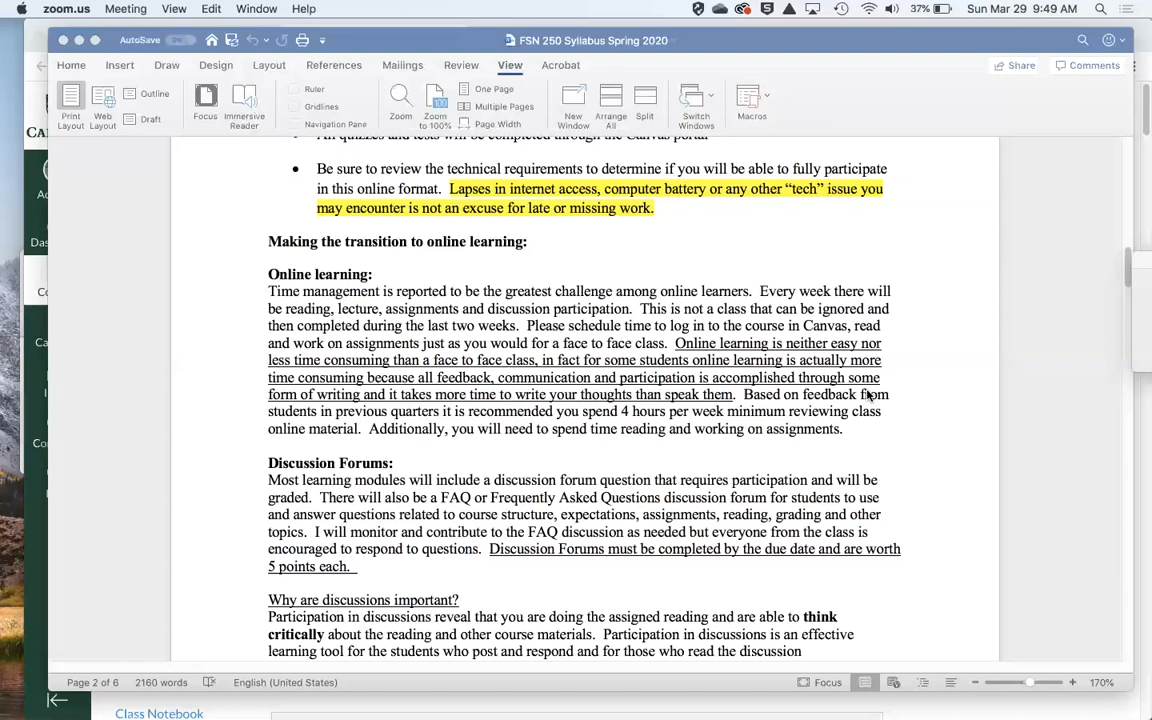 zoom.us Meeting View Edit Window Help 37% Sun Mar 29 9:49 AM
AutoSave FSN 250 Syllabus Spring 2020
Home Insert Draw Design Layout References Mailings Review View Acrobat Share Comments
Print Layout Web Layout Outline Draft Focus Immersive Reader Ruler Gridlines Navigation Pane Zoom Zoom to 100% One Page Multiple Pages Page Width New Window Arrange All Split Switch Windows Macros
All quizzes and tests will be completed through the Canvas portal
• Be sure to review the technical requirements to determine if you will be able to fully participate
in this online format. Lapses in internet access, computer battery or any other “tech” issue you
may encounter is not an excuse for late or missing work.
Making the transition to online learning:
Online learning:
Time management is reported to be the greatest challenge among online learners. Every week there will
be reading, lecture, assignments and discussion participation. This is not a class that can be ignored and
then completed during the last two weeks. Please schedule time to log in to the course in Canvas, read
and work on assignments just as you would for a face to face class. Online learning is neither easy nor
less time consuming than a face to face class, in fact for some students online learning is actually more
time consuming because all feedback, communication and participation is accomplished through some
form of writing and it takes more time to write your thoughts than speak them. Based on feedback from
students in previous quarters it is recommended you spend 4 hours per week minimum reviewing class
online material. Additionally, you will need to spend time reading and working on assignments.
Discussion Forums:
Most learning modules will include a discussion forum question that requires participation and will be
graded. There will also be a FAQ or Frequently Asked Questions discussion forum for students to use
and answer questions related to course structure, expectations, assignments, reading, grading and other
topics. I will monitor and contribute to the FAQ discussion as needed but everyone from the class is
encouraged to respond to questions. Discussion Forums must be completed by the due date and are worth
5 points each.
Why are discussions important?
Participation in discussions reveal that you are doing the assigned reading and are able to think
critically about the reading and other course materials. Participation in discussions is an effective
learning tool for the students who post and respond and for those who read the discussion
Page 2 of 6 2160 words English (United States) Focus 170%
Class Notebook